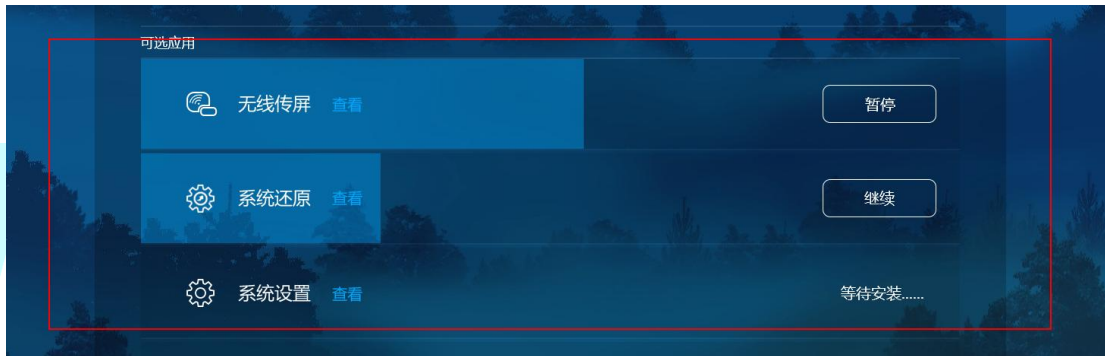 可选应用
无线传屏 查看 暂停
系统还原 查看 继续
系统设置 查看 等待安装......